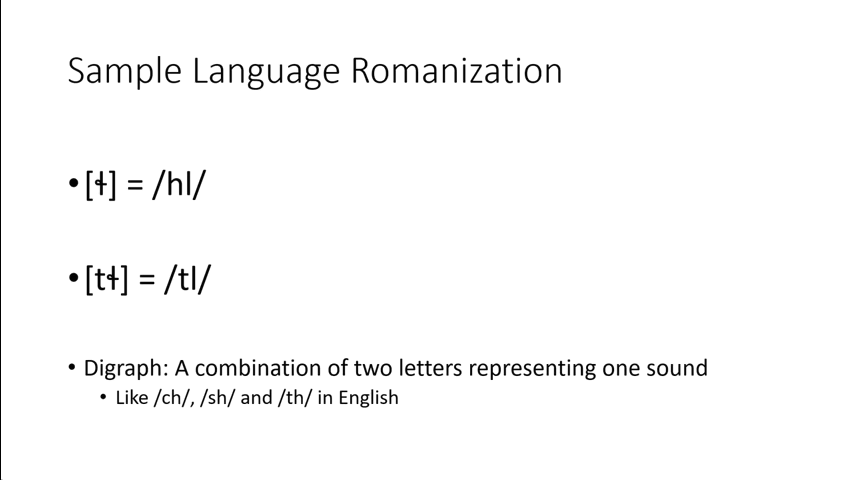 Sample Language Romanization
• [ɬ] = /hl/
• [tɬ] = /tl/
• Digraph: A combination of two letters representing one sound
• Like /ch/, /sh/ and /th/ in English